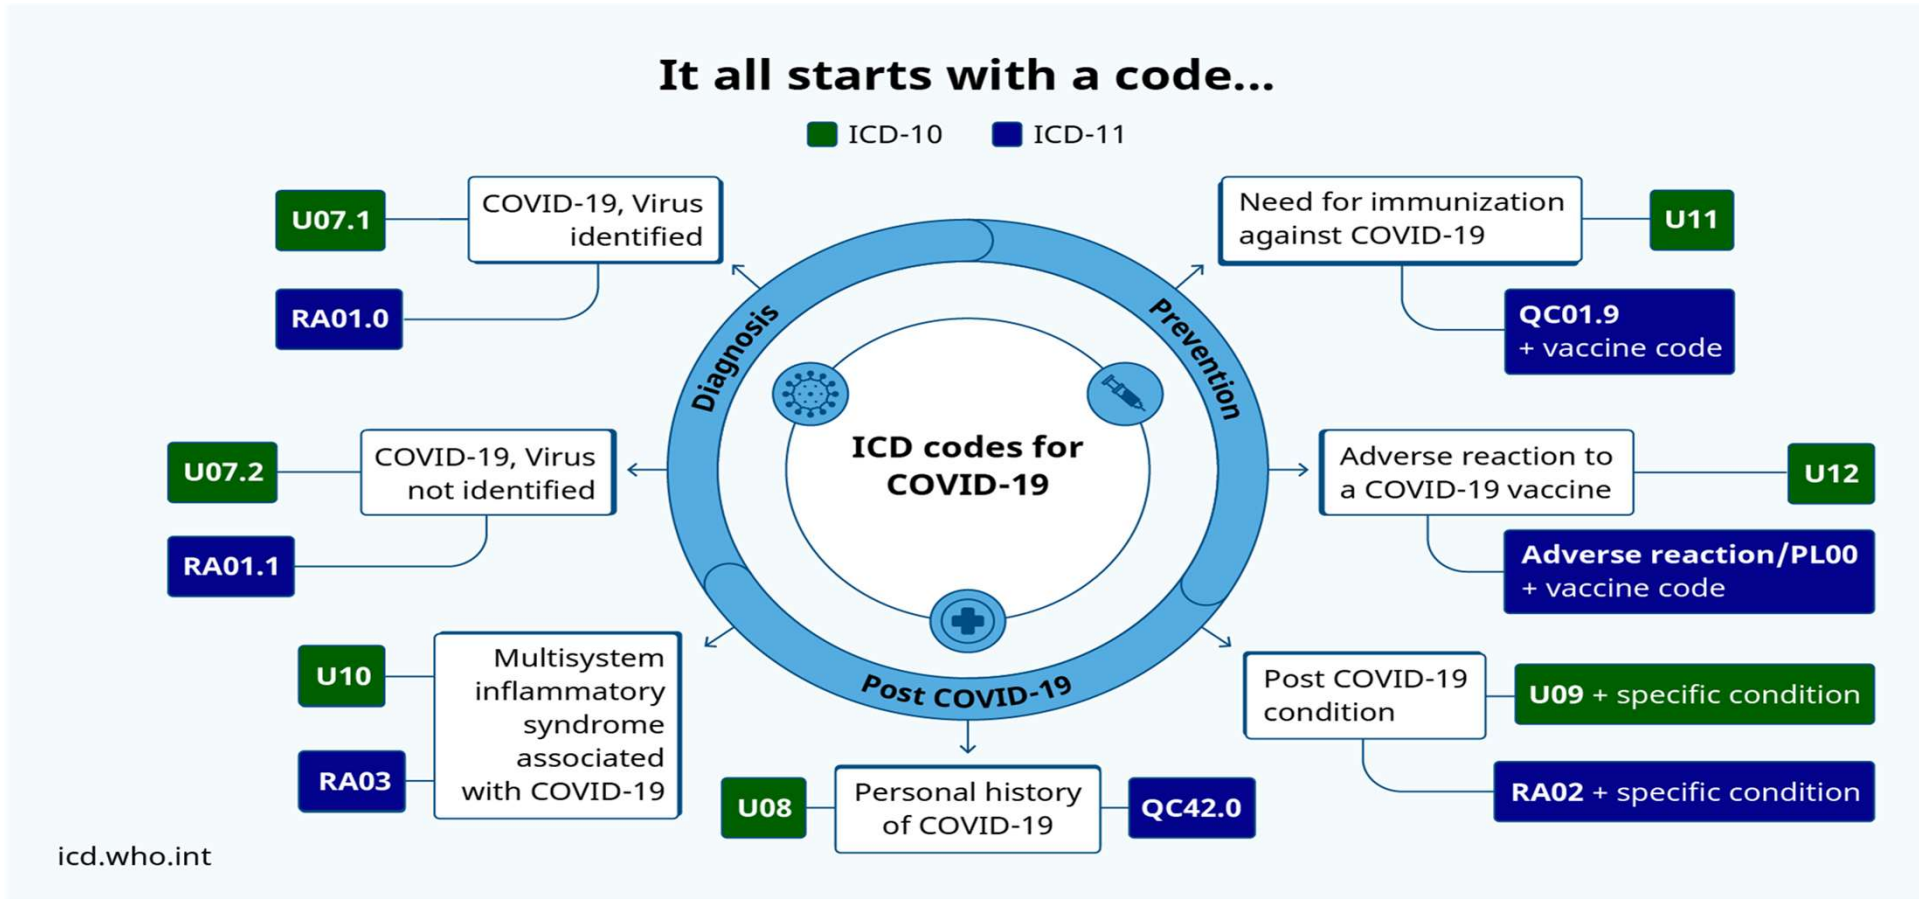 It all starts with a code...
ICD-10
ICD-11
U07.1
COVID-19, Virus
identified
RA01.0
Need for immunization
against COVID-19
U11
QC01.9
+ vaccine code
Diagnosis
Prevention
ICD codes for
COVID-19
U07.2
COVID-19, Virus
not identified
RA01.1
Adverse reaction to
a COVID-19 vaccine
U12
Adverse reaction/PL00
+ vaccine code
U10
Multisystem
inflammatory
syndrome
associated
with COVID-19
RA03
Post COVID-19
Post COVID-19
condition
U09 + specific condition
RA02 + specific condition
U08
Personal history
of COVID-19
QC42.0
icd.who.int